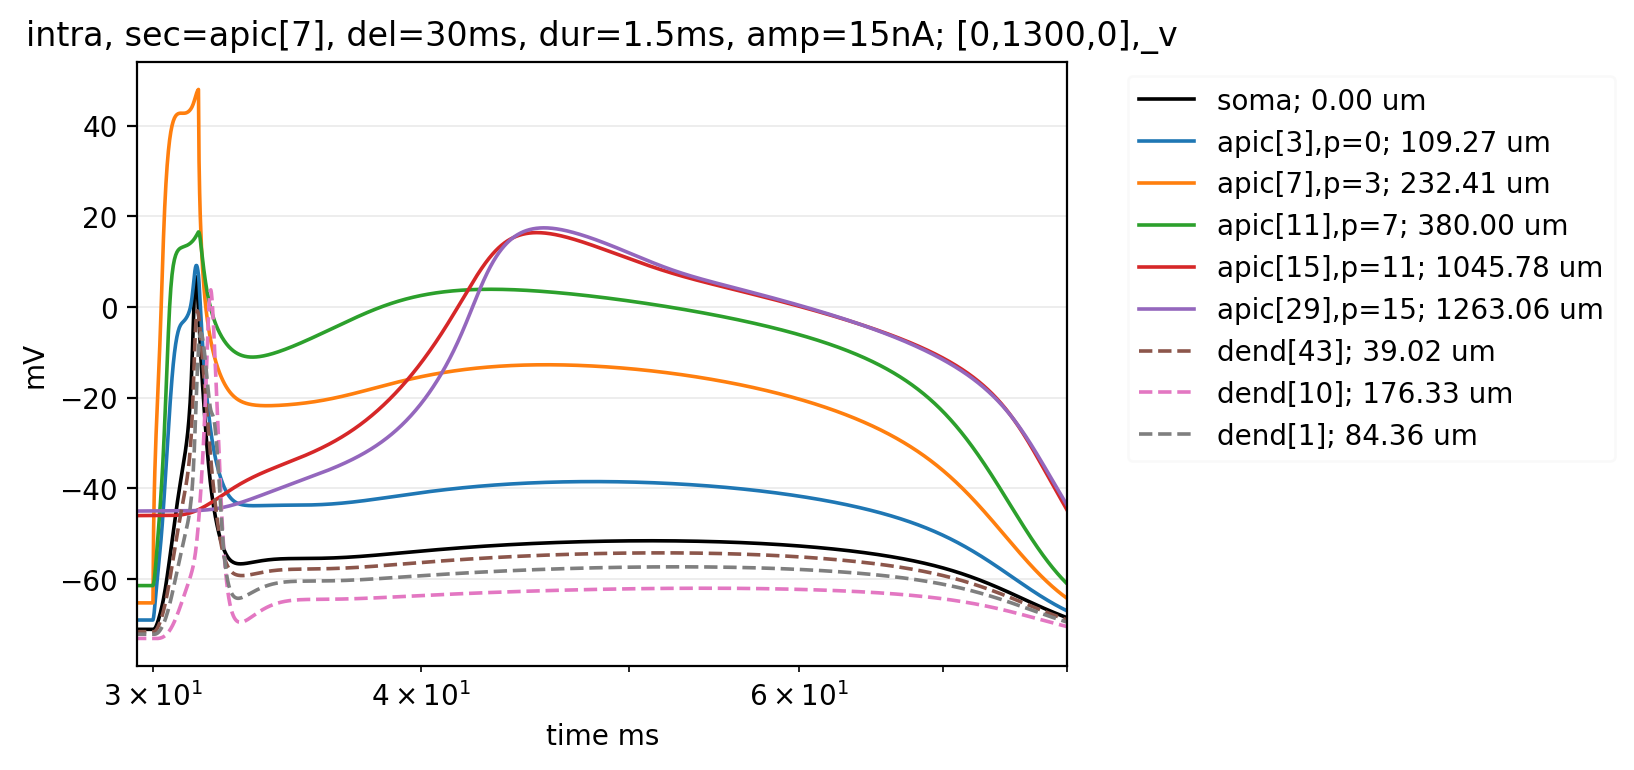 intra, sec=apic[7], del=30ms, dur=1.5ms, amp=15nA; [0,1300,0],_v
40
20
0
−20
−40
−60
mV
3 × 10¹
4 × 10¹
6 × 10¹
time ms
soma; 0.00 um
apic[3],p=0; 109.27 um
apic[7],p=3; 232.41 um
apic[11],p=7; 380.00 um
apic[15],p=11; 1045.78 um
apic[29],p=15; 1263.06 um
dend[43]; 39.02 um
dend[10]; 176.33 um
dend[1]; 84.36 um